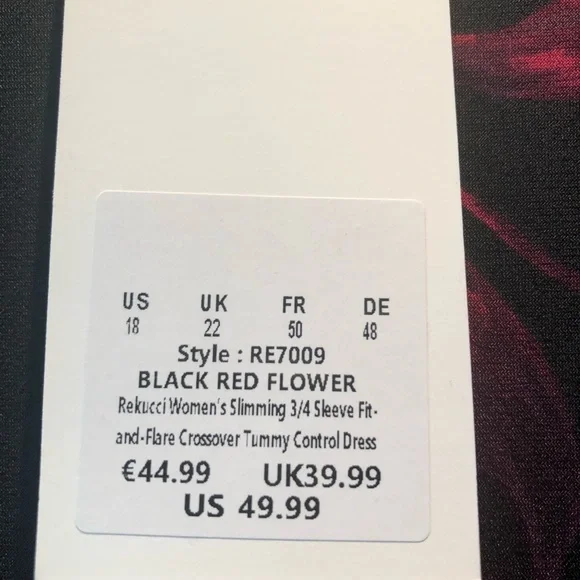 US UK FR DE
18 22 50 48
Style : RE7009
BLACK RED FLOWER
Rekucci Women's Slimming 3/4 Sleeve Fit-
and-Flare Crossover Tummy Control Dress
€44.99 UK39.99
US 49.99